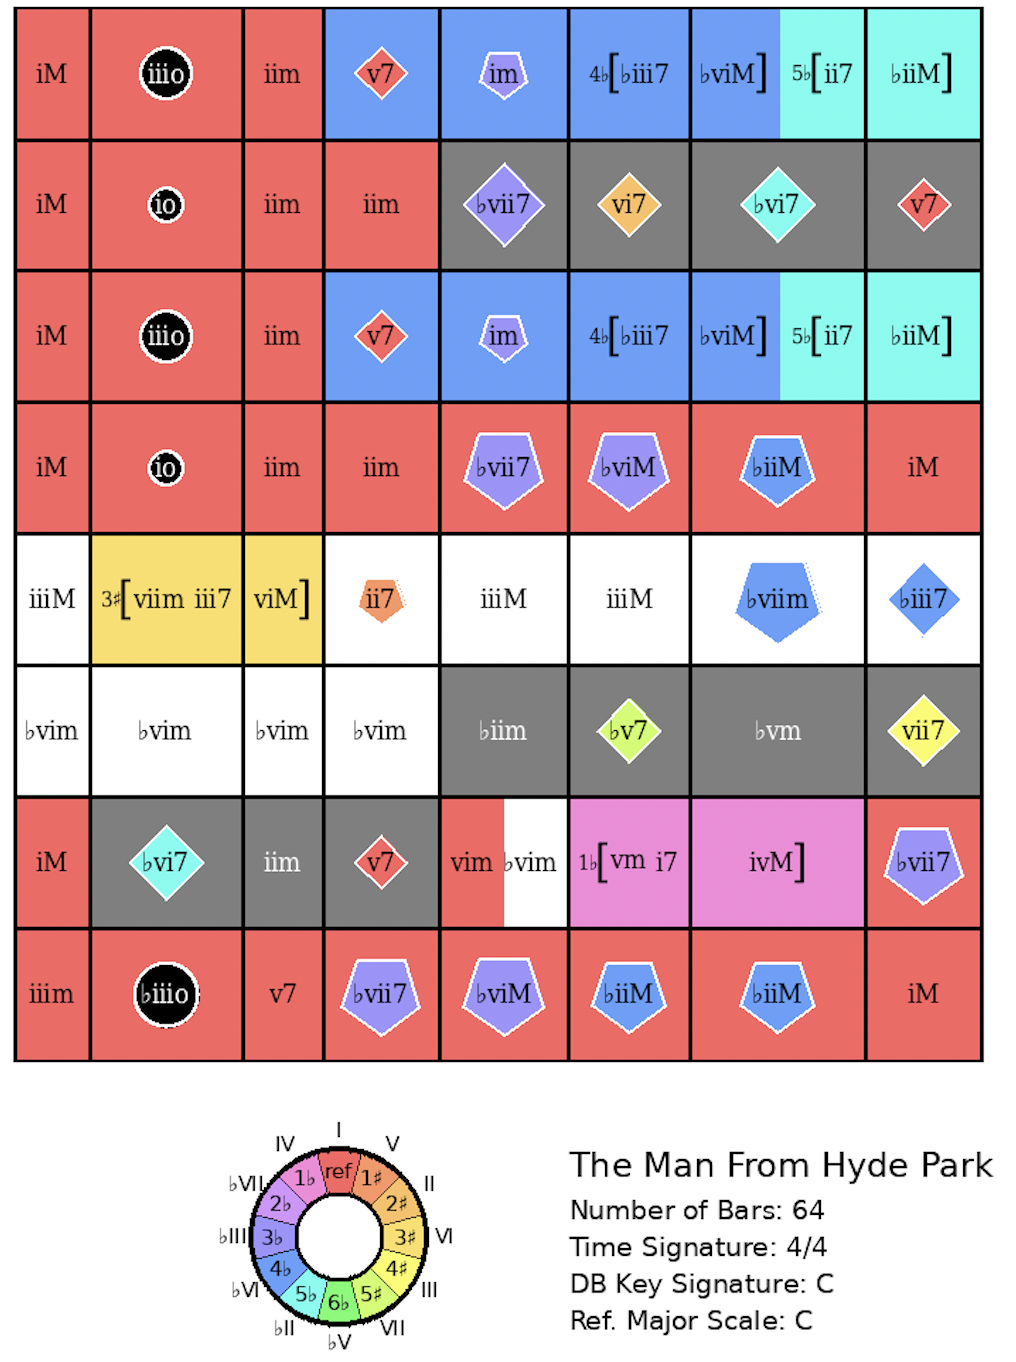 iM iiio iim v7 im 4♭[♭iii7 ♭viM] 5♭[ii7 ♭iiM]
iM io iim iim ♭vii7 vi7 ♭vi7 v7
iM iiio iim v7 im 4♭[♭iii7 ♭viM] 5♭[ii7 ♭iiM]
iM io iim iim ♭vii7 ♭viM ♭iiM iM
iiiM 3♯[viim iii7 viM] ii7 iiiM iiiM ♭viim ♭iii7
♭vim ♭vim ♭vim ♭vim ♭iim ♭v7 ♭vm vii7
iM ♭vi7 iim v7 vim ♭vim 1♭[vm i7 ivM] ♭vii7
iiim ♭iiio v7 ♭vii7 ♭viM ♭iiM ♭iiM iM
I
IV V
1♭ ref 1♯
♭VII II
2♭ 2♯
♭III 3♭ 3♯ VI
4♭ 4♯
♭VI III
5♭ 6♭ 5♯
♭II VII
♭V
The Man From Hyde Park
Number of Bars: 64
Time Signature: 4/4
DB Key Signature: C
Ref. Major Scale: C